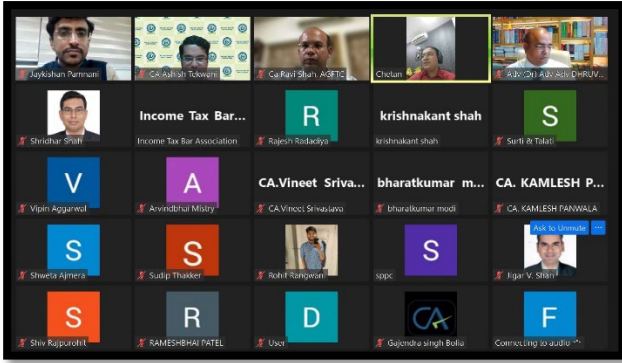 Jaykishan Pamnani
CA Ashish Tekwani
Ca Ravi Shah, AGFTC
Chetan
Adv (Dr) Adv Adv DHRUV...
Shridhar Shah
Income Tax Bar...
Income Tax Bar Association
R
Rajesh Radadiya
krishnakant shah
krishnakant shah
S
Surti & Talati
V
Vipin Aggarwal
A
Arvindbhai Mistry
CA.Vineet Sriva...
CA.Vineet Srivastava
bharatkumar m...
bharatkumar modi
CA. KAMLESH P...
CA. KAMLESH PANWALA
S
Shweta Ajmera
S
Sudip Thakker
Rohit Rangwani
S
sppc
Ask to Unmute
...
Jigar V. Shah
S
Shiv Rajpurohit
R
RAMESHBHAI PATEL
D
User
CA
Gajendra singh Bolia
F
Connecting to audio